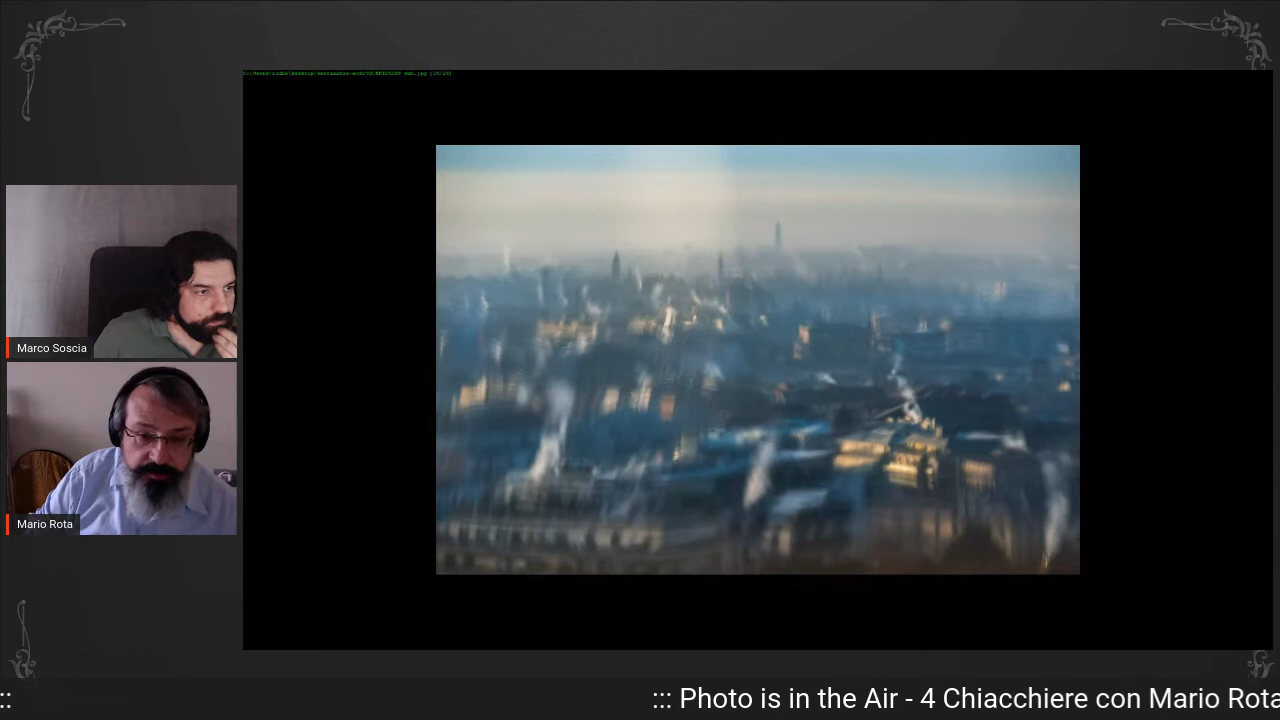 Marco Soscia
Mario Rota
:: ::: Photo is in the Air - 4 Chiacchiere con Mario Rota